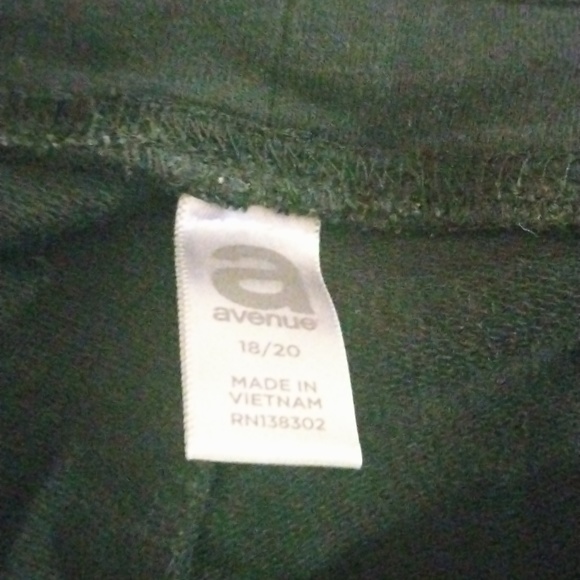 a
avenue
18/20
MADE IN
VIETNAM
RN138302